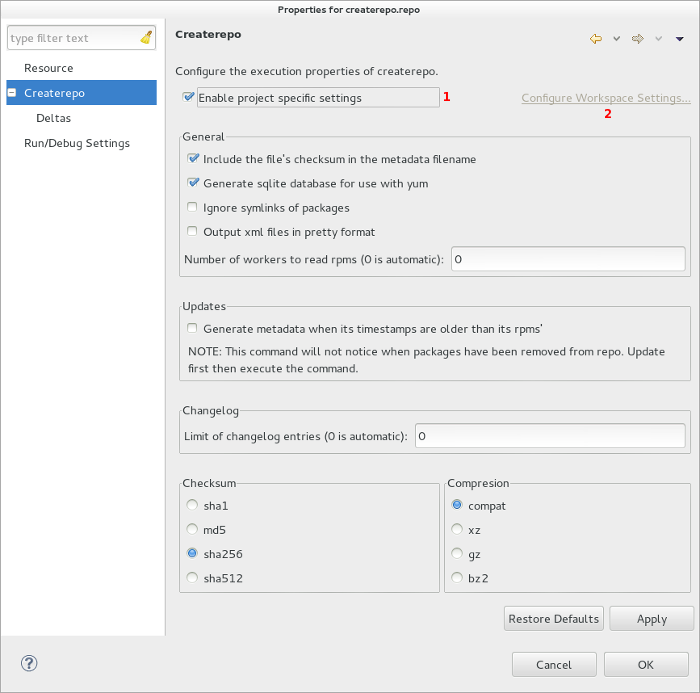 Properties for createrepo.repo
type filter text
Resource
Createrepo
Deltas
Run/Debug Settings
Createrepo
Configure the execution properties of createrepo.
Enable project specific settings 1
Configure Workspace Settings...
2
General
Include the file's checksum in the metadata filename
Generate sqlite database for use with yum
Ignore symlinks of packages
Output xml files in pretty format
Number of workers to read rpms (0 is automatic): 0
Updates
Generate metadata when its timestamps are older than its rpms'
NOTE: This command will not notice when packages have been removed from repo. Update
first then execute the command.
Changelog
Limit of changelog entries (0 is automatic): 0
Checksum
sha1
md5
sha256
sha512
Compresion
compat
xz
gz
bz2
Restore Defaults
Apply
?
Cancel
OK